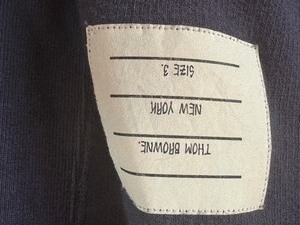 THOM BROWNE.
NEW YORK
SIZE 3.